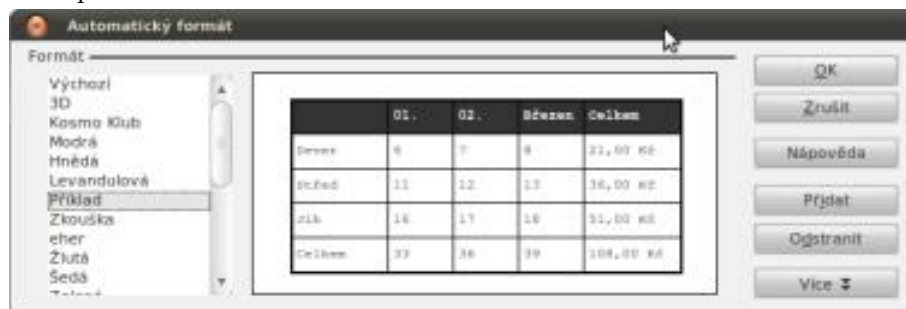 Automatický formát
Formát
Výchozí
3D
Kosmo Klub
Modrá
Hnědá
Levandulová
Příklad
Zkouška
eher
Žlutá
Šedá
Zelená
01. 02. Březen Celkem
Sever 6 7 8 21,00 Kč
Střed 11 12 13 36,00 Kč
Jih 16 17 18 51,00 Kč
Celkem 33 36 39 108,00 Kč
OK
Zrušit
Nápověda
Přidat
Odstranit
Více